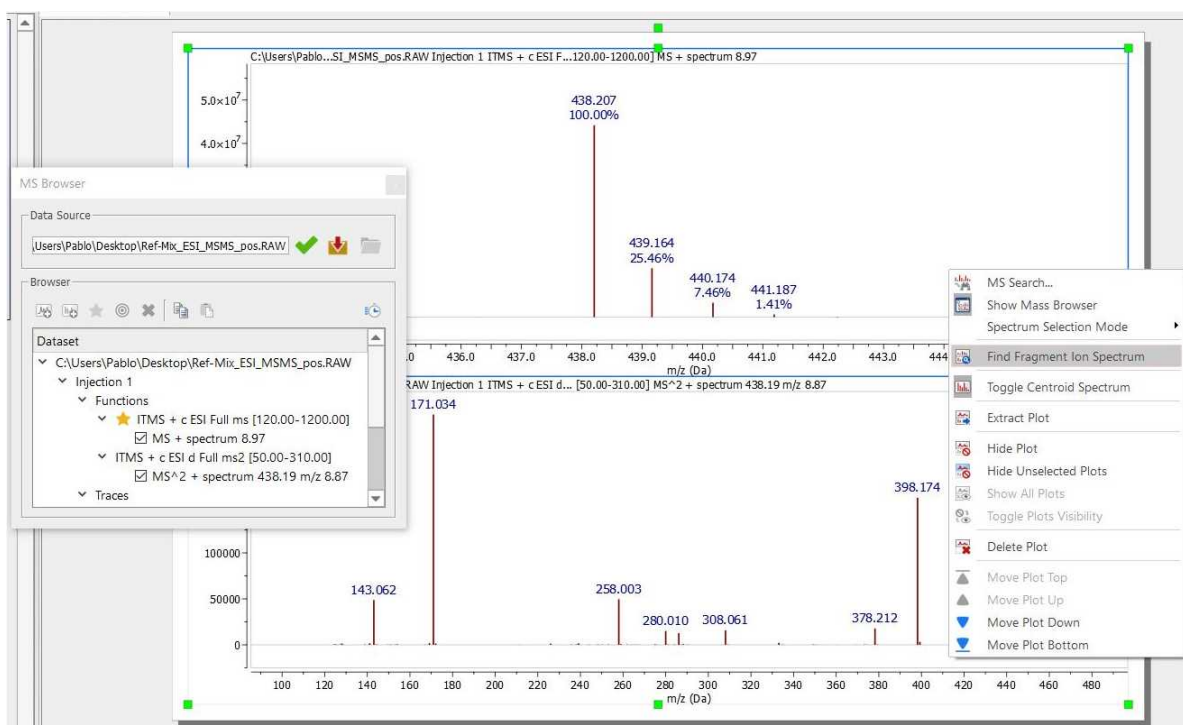 C:\Users\Pablo...SI_MSMS_pos.RAW Injection 1 ITMS + c ESI F...120.00-1200.00] MS + spectrum 8.97
5.0×10^7
4.0×10^7
438.207
100.00%
439.164
25.46%
440.174
7.46%
441.187
1.41%
.0 436.0 437.0 438.0 439.0 440.0 441.0 442.0 443.0 444
m/z (Da)
MS Browser
Data Source
.Users\Pablo\Desktop\Ref-Mix_ESI_MSMS_pos.RAW
Browser
Dataset
C:\Users\Pablo\Desktop\Ref-Mix_ESI_MSMS_pos.RAW
Injection 1
Functions
ITMS + c ESI Full ms [120.00-1200.00]
MS + spectrum 8.97
ITMS + c ESI d Full ms2 [50.00-310.00]
MS^2 + spectrum 438.19 m/z 8.87
Traces
RAW Injection 1 ITMS + c ESI d... [50.00-310.00] MS^2 + spectrum 438.19 m/z 8.87
171.034
398.174
100000
50000
0
143.062
258.003
280.010
308.061
378.212
100 120 140 160 180 200 220 240 260 280 300 320 340 360 380 400 420 440 460 480
m/z (Da)
MS Search...
Show Mass Browser
Spectrum Selection Mode
Find Fragment Ion Spectrum
Toggle Centroid Spectrum
Extract Plot
Hide Plot
Hide Unselected Plots
Show All Plots
Toggle Plots Visibility
Delete Plot
Move Plot Top
Move Plot Up
Move Plot Down
Move Plot Bottom